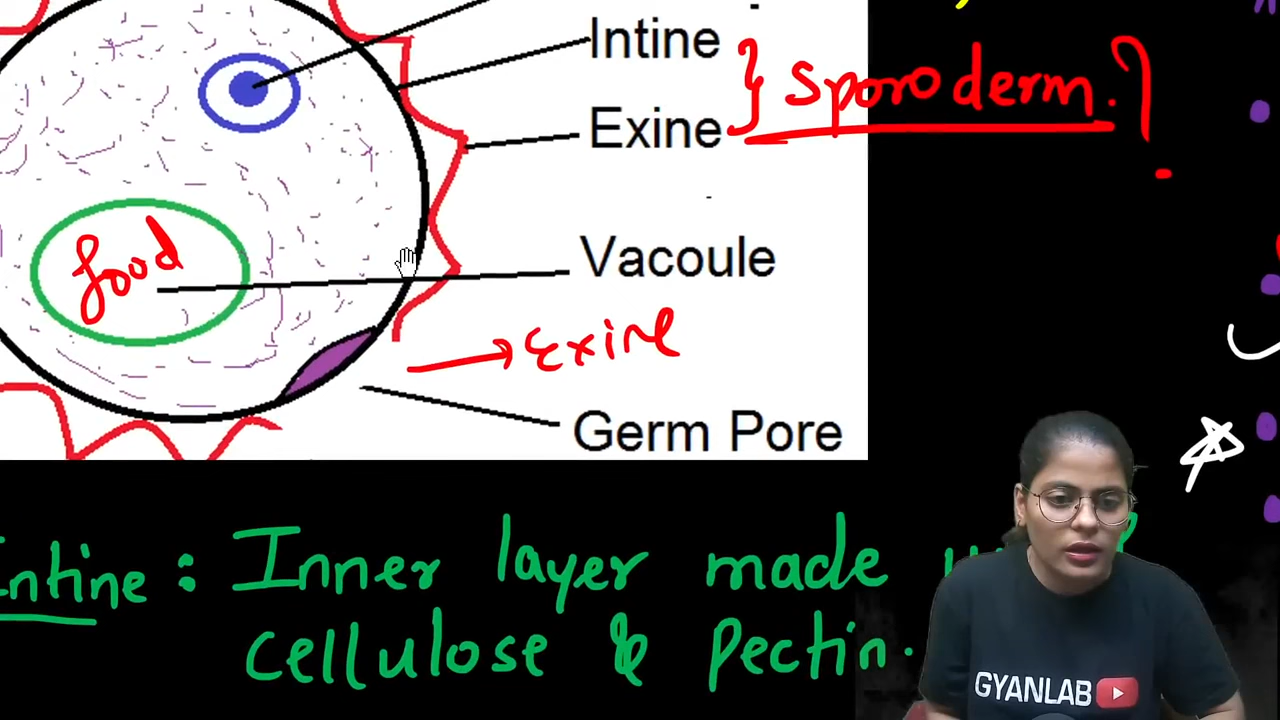 Intine
} Sporoderm.
Exine
food
Vacoule
→ Exine
Germ Pore
Intine : Inner layer made
cellulose & Pectin.
GYANLAB